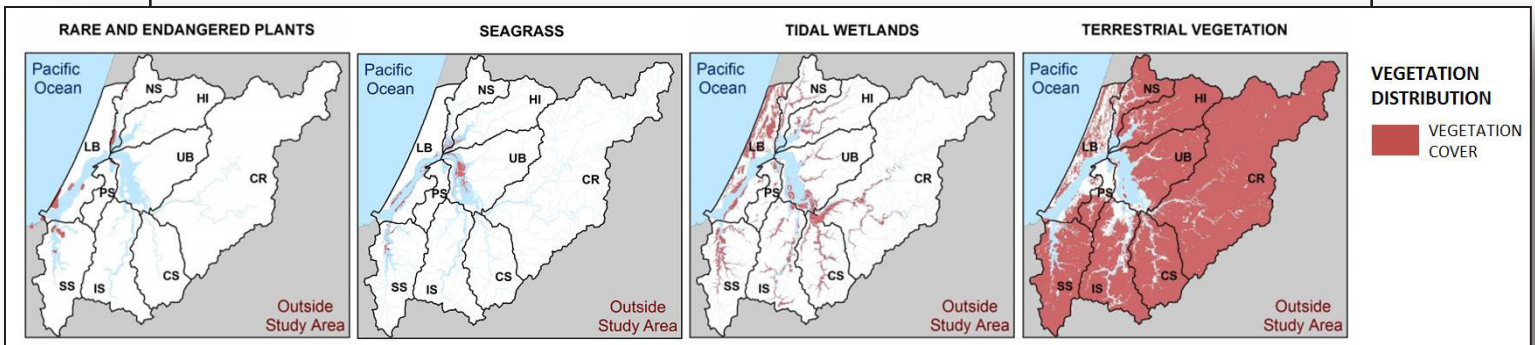 RARE AND ENDANGERED PLANTS
Pacific
Ocean
NS
HI
LB
UB
PS
CR
SS
IS
CS
Outside
Study Area
SEAGRASS
Pacific
Ocean
NS
HI
LB
UB
PS
CR
SS
IS
CS
Outside
Study Area
TIDAL WETLANDS
Pacific
Ocean
NS
HI
LB
UB
PS
CR
SS
IS
CS
Outside
Study Area
TERRESTRIAL VEGETATION
Pacific
Ocean
NS
HI
LB
UB
PS
CR
SS
IS
CS
Outside
Study Area
VEGETATION
DISTRIBUTION
VEGETATION
COVER